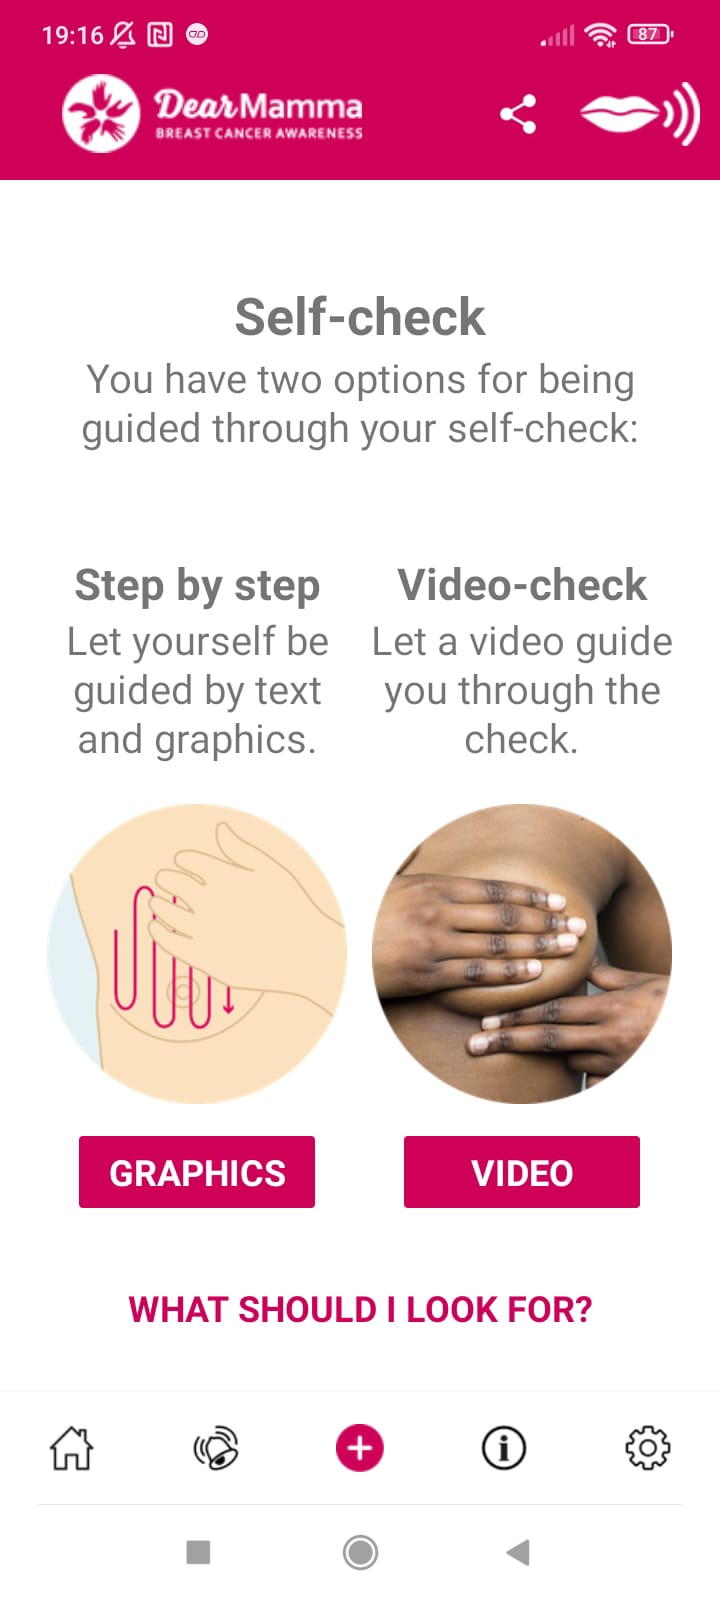 19:16
87
DearMamma
BREAST CANCER AWARENESS
Self-check
You have two options for being
guided through your self-check:
Step by step
Let yourself be
guided by text
and graphics.
Video-check
Let a video guide
you through the
check.
GRAPHICS
VIDEO
WHAT SHOULD I LOOK FOR?